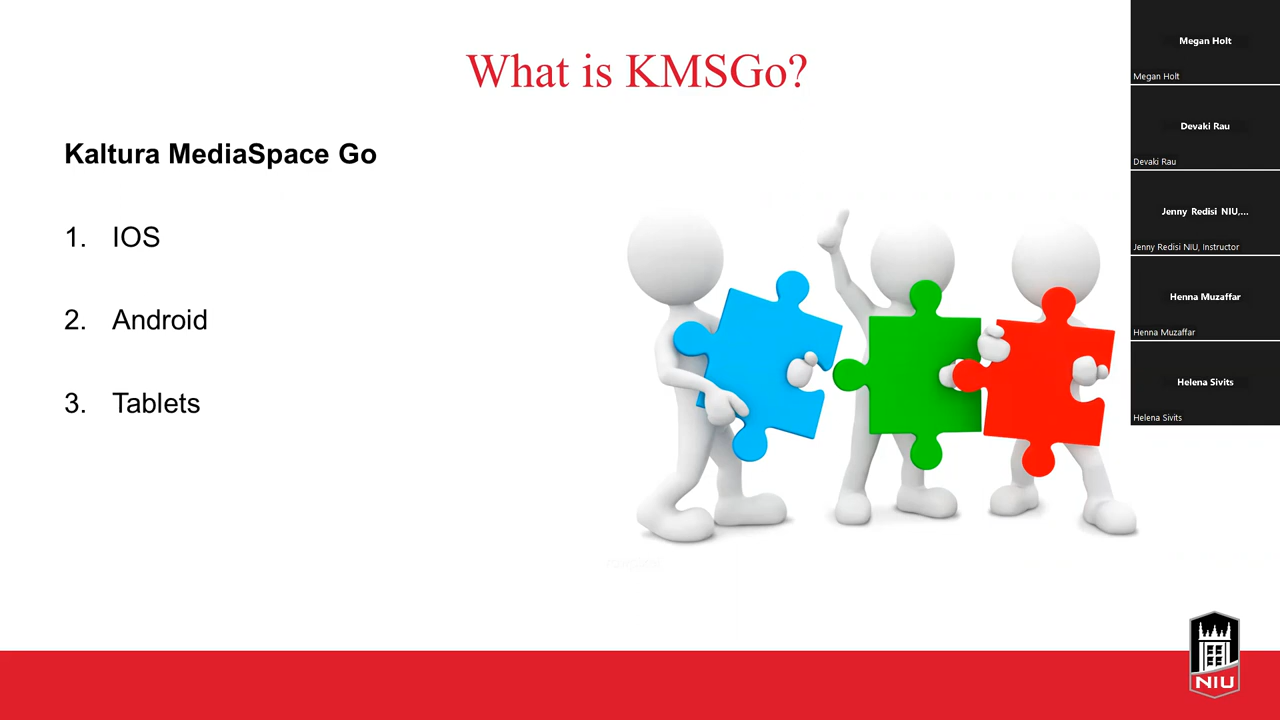 What is KMSGo?
Kaltura MediaSpace Go
1. IOS
2. Android
3. Tablets
Megan Holt
Megan Holt
Devaki Rau
Devaki Rau
Jenny Redisi NIU,...
Jenny Redisi NIU, Instructor
Henna Muzaffar
Henna Muzaffar
Helena Sivits
Helena Sivits
NIU